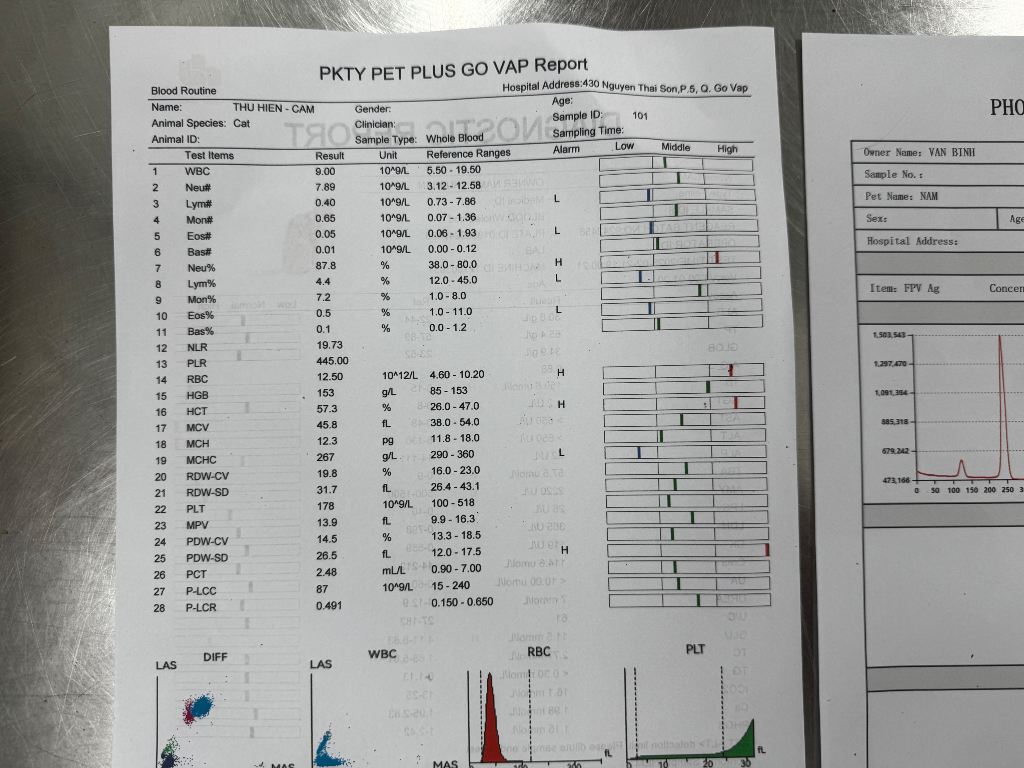 PKTY PET PLUS GO VAP Report
Blood Routine Hospital Address:430 Nguyen Thai Son,P.5, Q. Go Vap
Name: THU HIEN - CAM Gender: Age:
Animal Species: Cat Clinician: Sample ID: 101
Animal ID: Sample Type: Whole Blood Sampling Time:
Test Items Result Unit Reference Ranges Alarm Low Middle High
1 WBC 9.00 10^9/L 5.50 - 19.50
2 Neu# 7.89 10^9/L 3.12 - 12.58
3 Lym# 0.40 10^9/L 0.73 - 7.86 L
4 Mon# 0.65 10^9/L 0.07 - 1.36
5 Eos# 0.05 10^9/L 0.06 - 1.93 L
6 Bas# 0.01 10^9/L 0.00 - 0.12
7 Neu% 87.8 % 38.0 - 80.0 H
8 Lym% 4.4 % 12.0 - 45.0 L
9 Mon% 7.2 % 1.0 - 8.0
10 Eos% 0.5 % 1.0 - 11.0 L
11 Bas% 0.1 % 0.0 - 1.2
12 NLR 19.73
13 PLR 445.00
14 RBC 12.50 10^12/L 4.60 - 10.20 H
15 HGB 153 g/L 85 - 153
16 HCT 57.3 % 26.0 - 47.0 H
17 MCV 45.8 fL 38.0 - 54.0
18 MCH 12.3 pg 11.8 - 18.0
19 MCHC 267 g/L 290 - 360 L
20 RDW-CV 19.8 % 16.0 - 23.0
21 RDW-SD 31.7 fL 26.4 - 43.1
22 PLT 178 10^9/L 100 - 518
23 MPV 13.9 fL 9.9 - 16.3
24 PDW-CV 14.5 % 13.3 - 18.5
25 PDW-SD 26.5 fL 12.0 - 17.5 H
26 PCT 2.48 mL/L 0.90 - 7.00
27 P-LCC 87 10^9/L 15 - 240
28 P-LCR 0.491 0.150 - 0.650
DIFF WBC RBC PLT
LAS LAS
MAS MAS 100 200 fL 0 10 20 30 fL
PHO
Owner Name: VAN BINH
Sample No.:
Pet Name: NAM
Sex: Age
Hospital Address:
Item: FPV Ag Concen
1,503,543
1,297,470
1,091,394
885,318
679,242
473,166
0 50 100 150 200 250 3